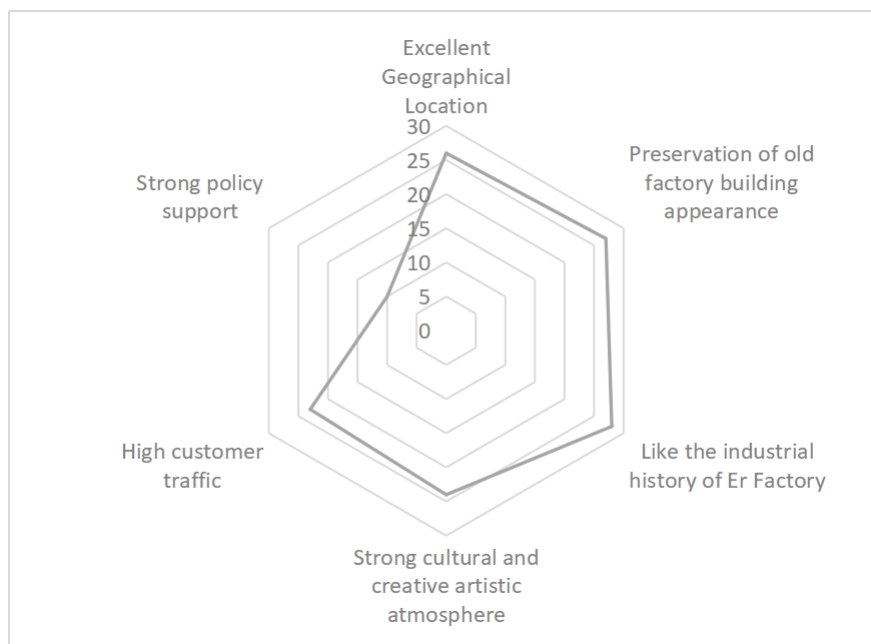 Excellent
Geographical
Location
30
25
20
15
10
5
0
Preservation of old
factory building
appearance
Like the industrial
history of Er Factory
Strong cultural and
creative artistic
atmosphere
High customer
traffic
Strong policy
support